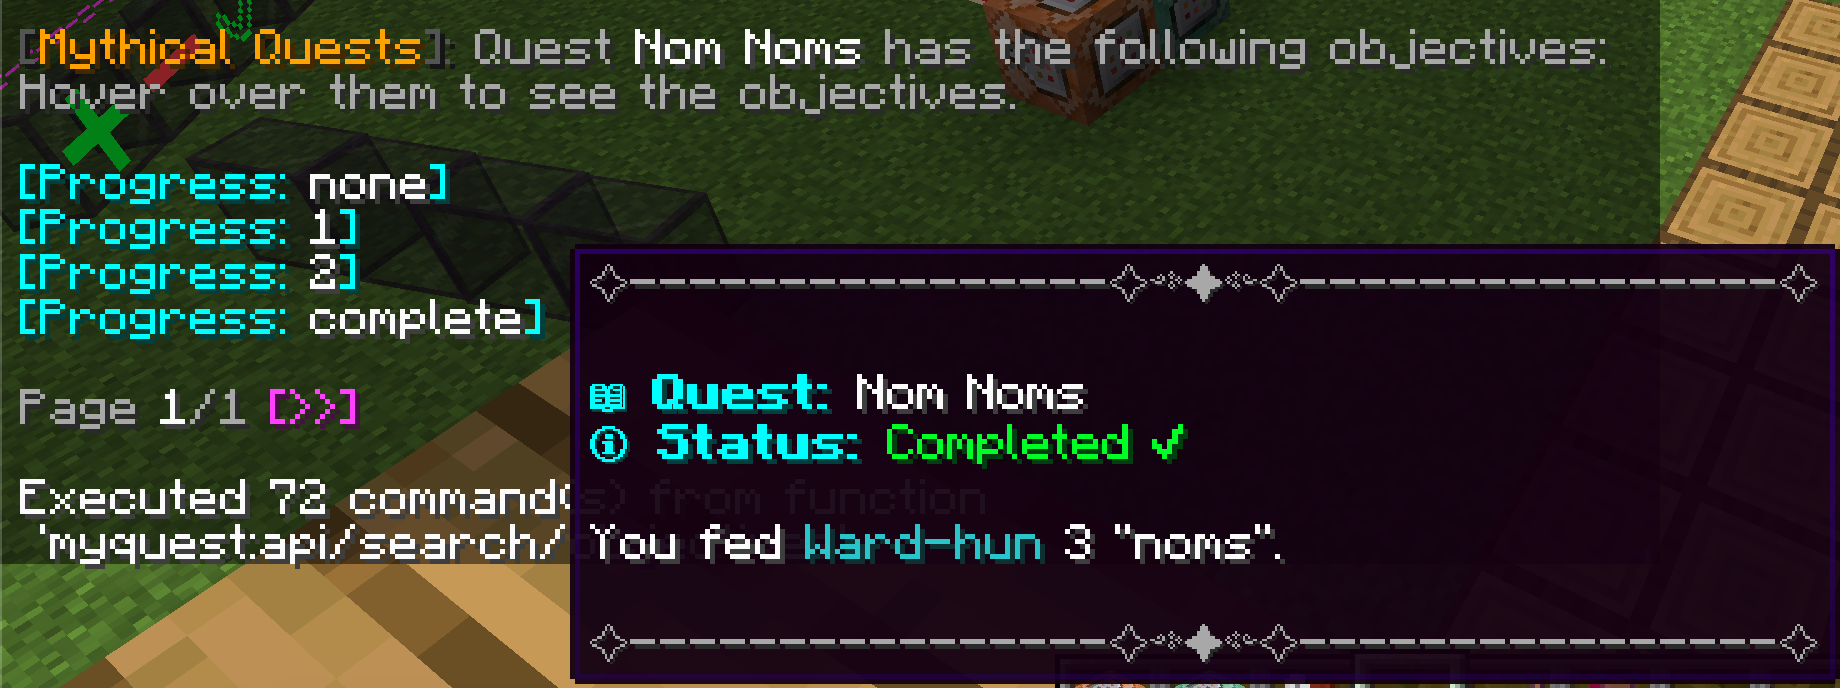 [Mythical Quests]: Quest Nom Noms has the following objectives:
Hover over them to see the objectives.
[Progress: none]
[Progress: 1]
[Progress: 2]
[Progress: complete]
Page 1/1 [>>]
Executed 72 command(s) from function
'myquest:api/search/
Quest: Nom Noms
Status: Completed ✓
You fed Ward-hun 3 "noms".